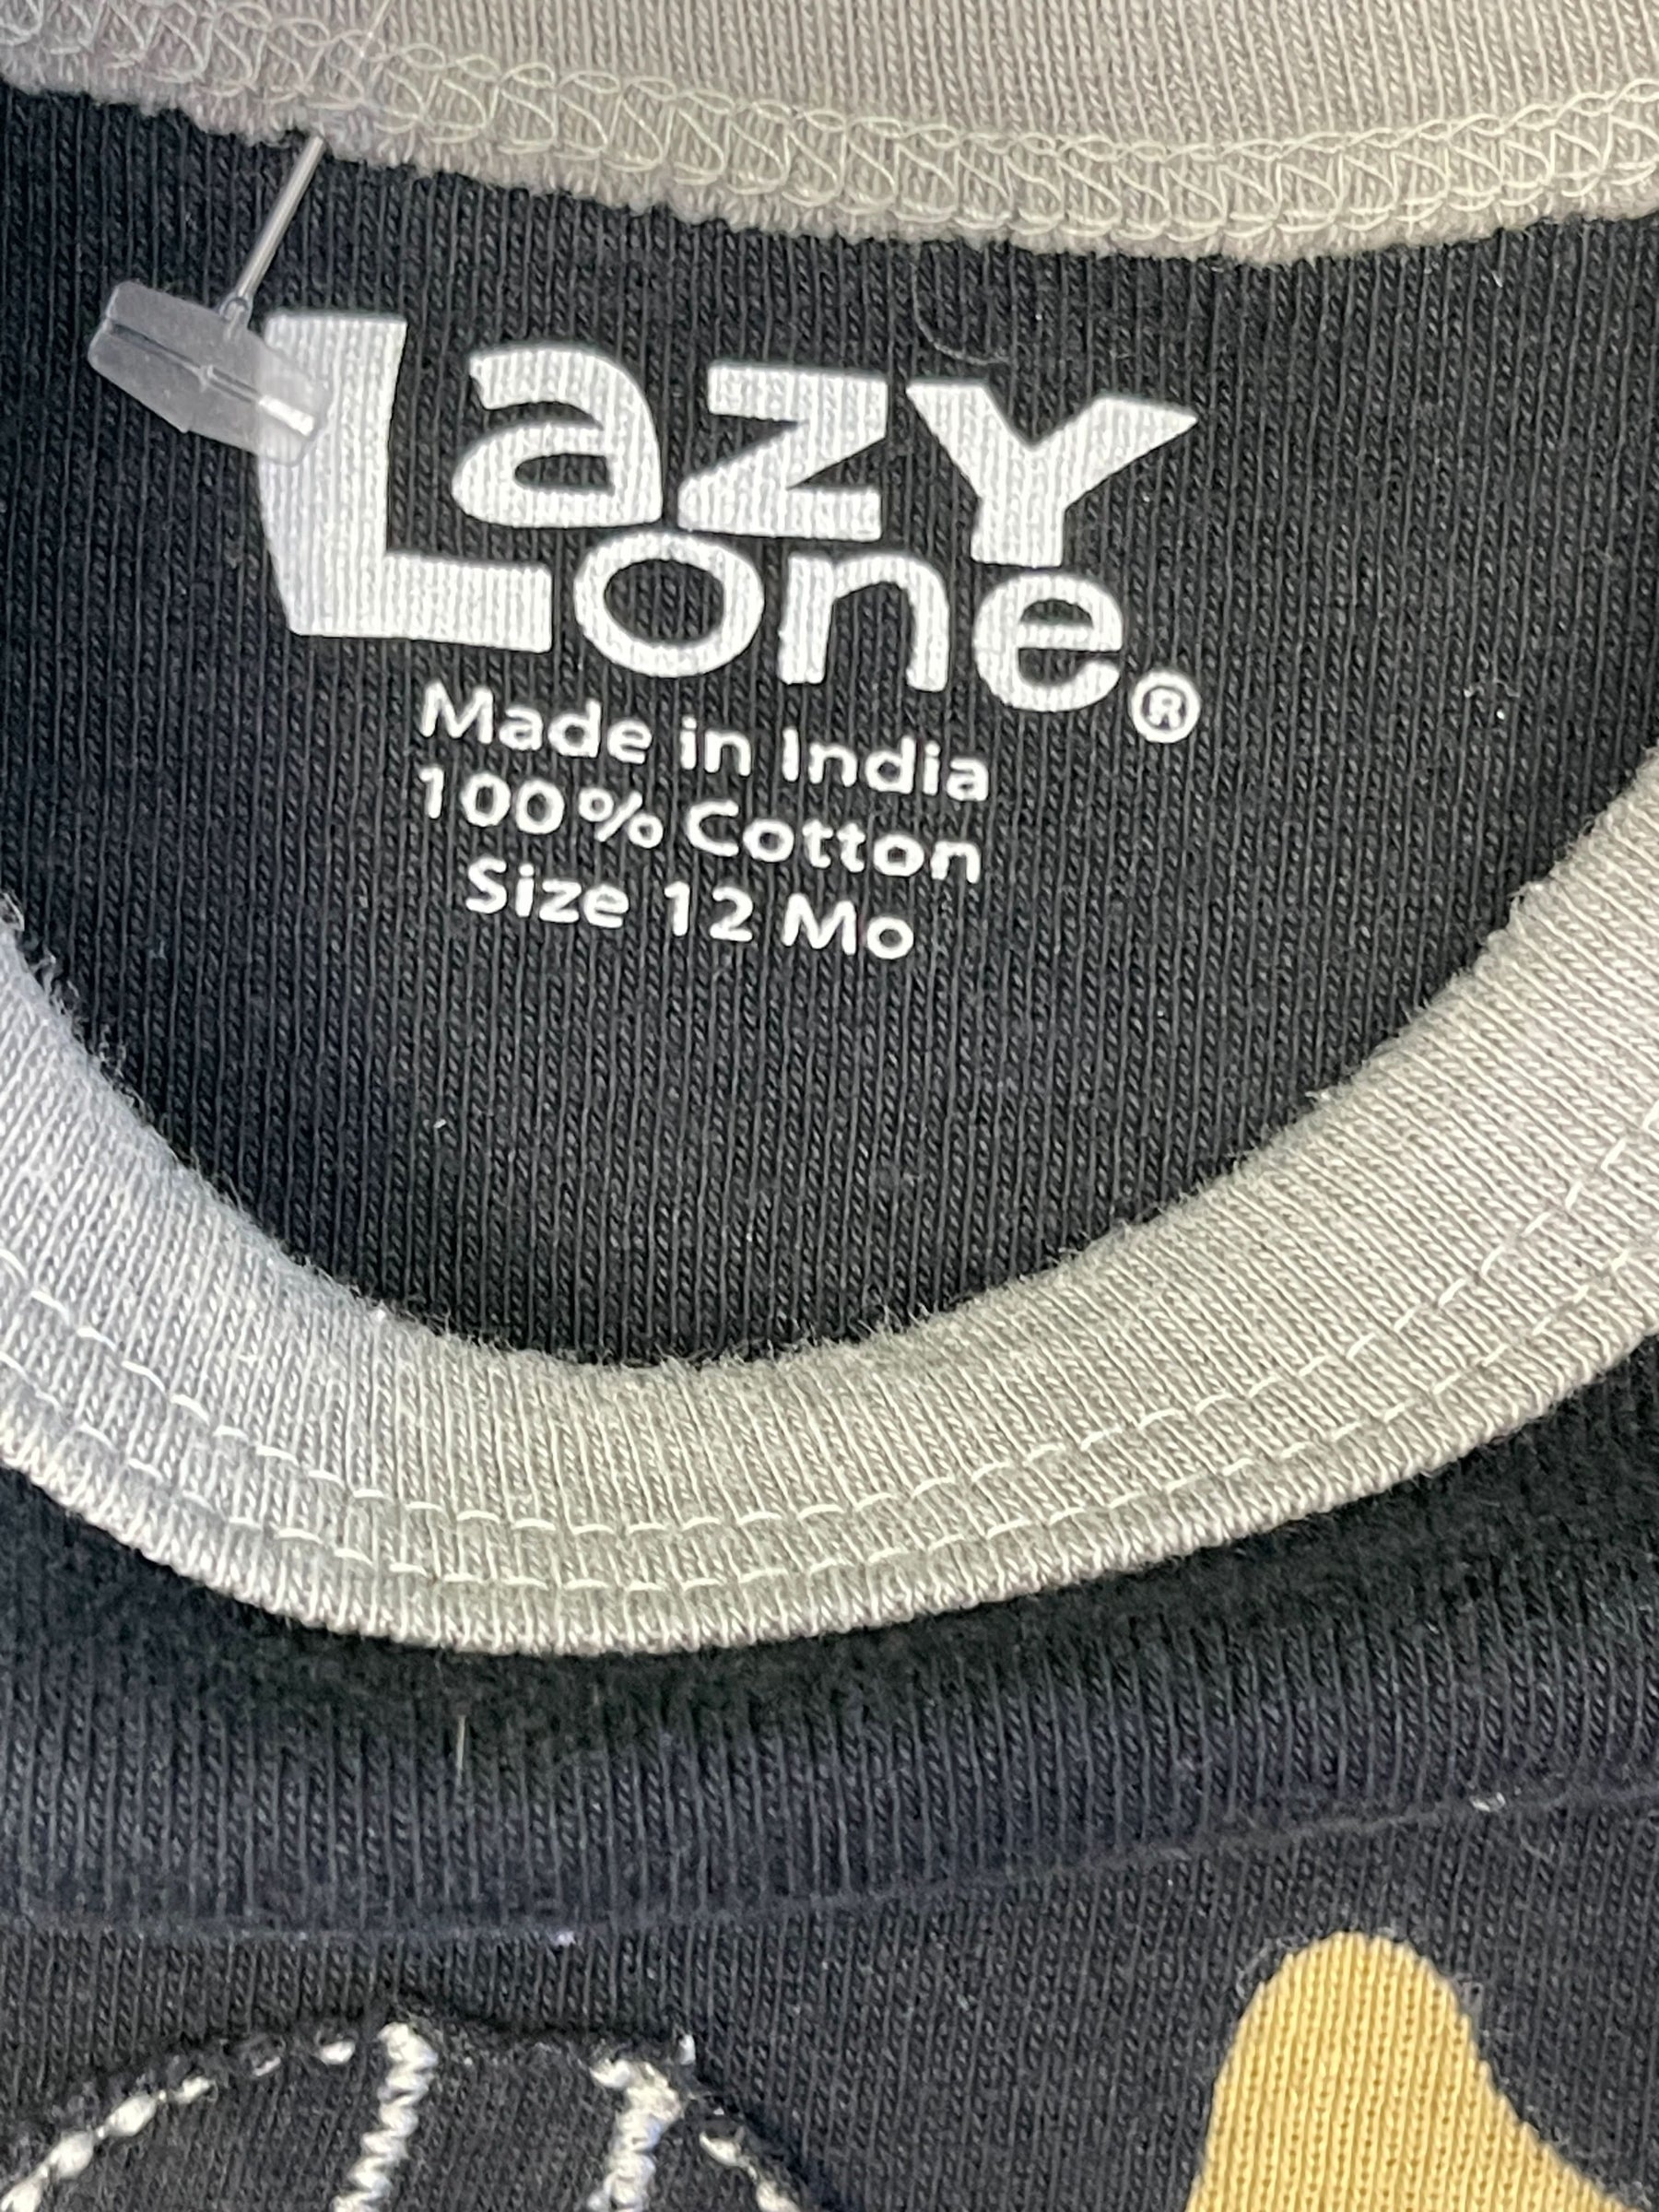 Lazy
One®
Made in India
100% Cotton
Size 12 Mo